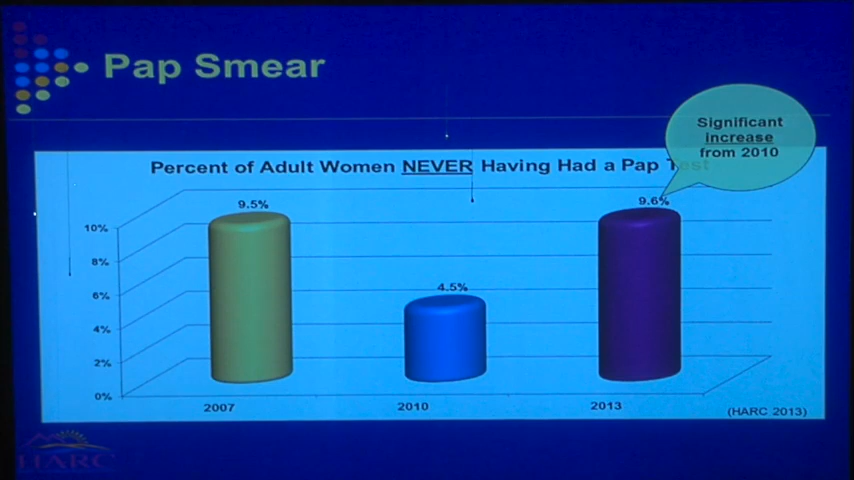 Pap Smear
Significant
increase
from 2010
Percent of Adult Women NEVER Having Had a Pap Test
9.5%
4.5%
9.6%
10%
8%
6%
4%
2%
0%
2007
2010
2013
(HARC 2013)
HARC